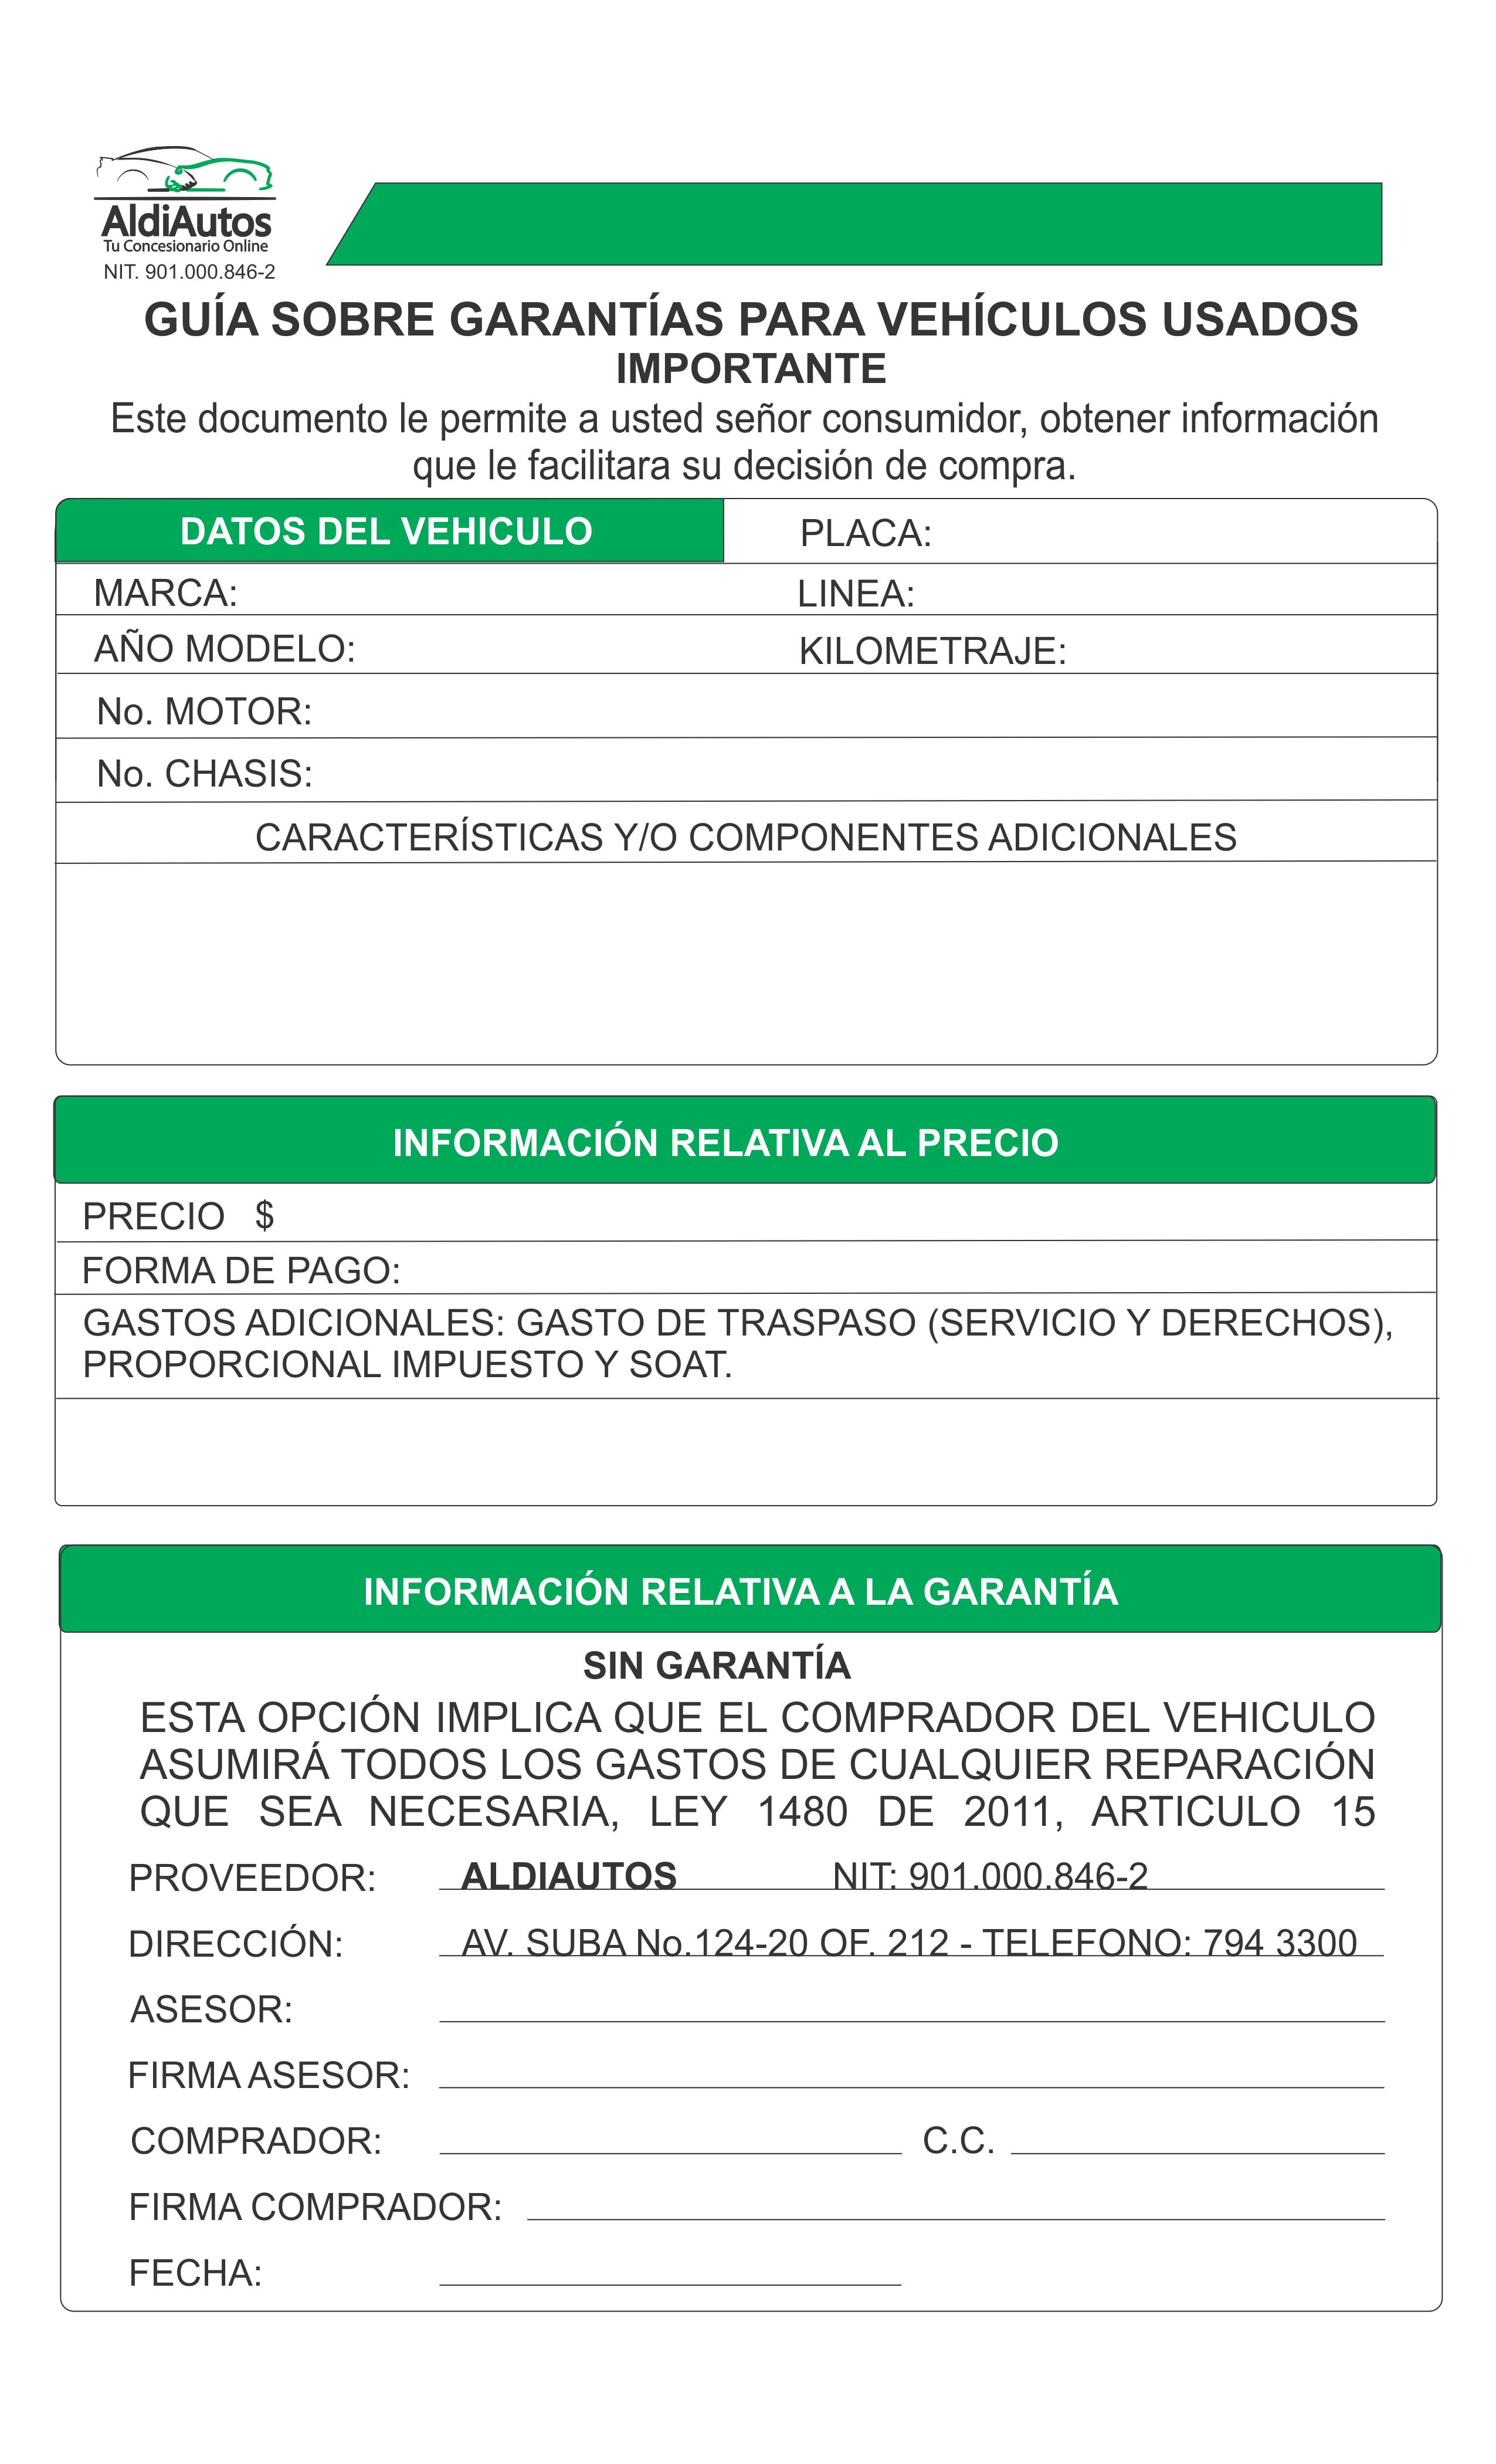 AldiAutos
Tu Concesionario Online
NIT. 901.000.846-2
GUÍA SOBRE GARANTÍAS PARA VEHÍCULOS USADOS
IMPORTANTE
Este documento le permite a usted señor consumidor, obtener información
que le facilitara su decisión de compra.
DATOS DEL VEHICULO PLACA:
MARCA: LINEA:
AÑO MODELO: KILOMETRAJE:
No. MOTOR:
No. CHASIS:
CARACTERÍSTICAS Y/O COMPONENTES ADICIONALES
INFORMACIÓN RELATIVA AL PRECIO
PRECIO $
FORMA DE PAGO:
GASTOS ADICIONALES: GASTO DE TRASPASO (SERVICIO Y DERECHOS),
PROPORCIONAL IMPUESTO Y SOAT.
INFORMACIÓN RELATIVA A LA GARANTÍA
SIN GARANTÍA
ESTA OPCIÓN IMPLICA QUE EL COMPRADOR DEL VEHICULO
ASUMIRÁ TODOS LOS GASTOS DE CUALQUIER REPARACIÓN
QUE SEA NECESARIA, LEY 1480 DE 2011, ARTICULO 15
PROVEEDOR: ALDIAUTOS NIT: 901.000.846-2
DIRECCIÓN: AV. SUBA No.124-20 OF. 212 - TELEFONO: 794 3300
ASESOR:
FIRMA ASESOR:
COMPRADOR: C.C.
FIRMA COMPRADOR:
FECHA: